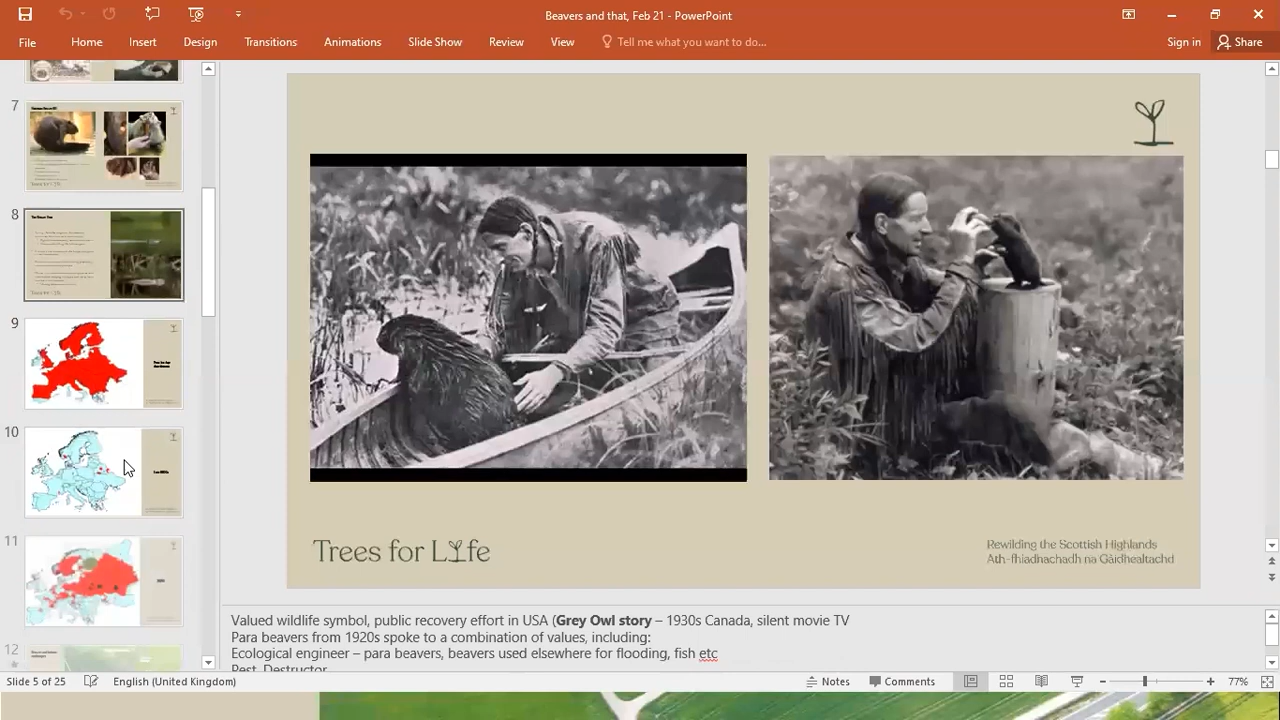 Beavers and that, Feb 21 - PowerPoint
File Home Insert Design Transitions Animations Slide Show Review View Tell me what you want to do... Sign in Share
7
8
9
10
11
12
Trees for Life
Rewilding the Scottish Highlands
Ath-fhiadhnachadh na Gàidhealtachd
Valued wildlife symbol, public recovery effort in USA (Grey Owl story – 1930s Canada, silent movie TV
Para beavers from 1920s spoke to a combination of values, including:
Ecological engineer – para beavers, beavers used elsewhere for flooding, fish etc
Pest, Destructor
Slide 5 of 25 English (United Kingdom) Notes Comments 77%